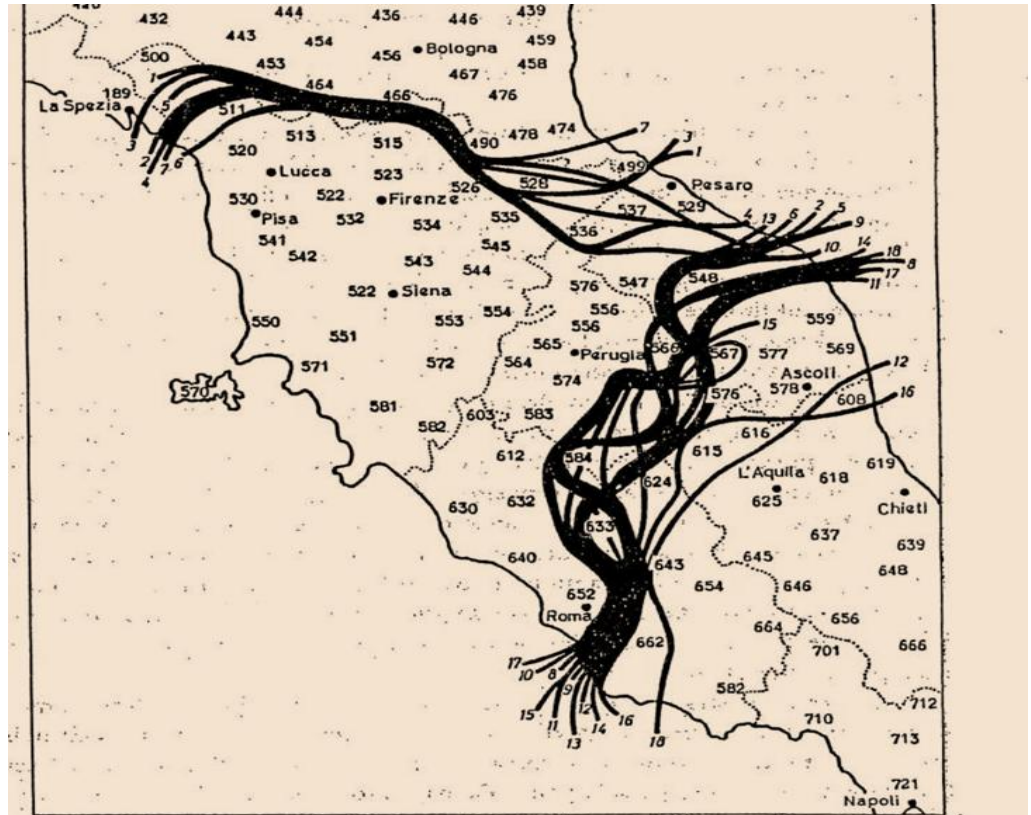 444 436 446 439
432
443 454 459
456 Bologna
500 453 458
1 467
464
189 466 476
La Spezia 5 511
3 513 515 490 478 474 7
2 7 6 520 3
4 499 1
Lucca 523 526 528 Pesaro
530 522 Firenze 529
Pisa 532 534 535 537 4 13 6 2 5 9
541 536
542 543 545 10 14 18
544 576 547 548 8
522 Siena 17
11
550 553 554 556 559
551 556 15
565 Perugia 566 567 577 569
571 572 564 12
570 574 Ascoli
576 578
581 603 583 608 16
582 616
612 584 615 619
L'Aquila 618
624 625
630 632 Chieti
633 637
640 643 645 639
648
652 654 646
Roma 656
662 664 701 666
17
10 8
9 582
15 11 12 14 16 712
13 18 710 713
721
Napoli